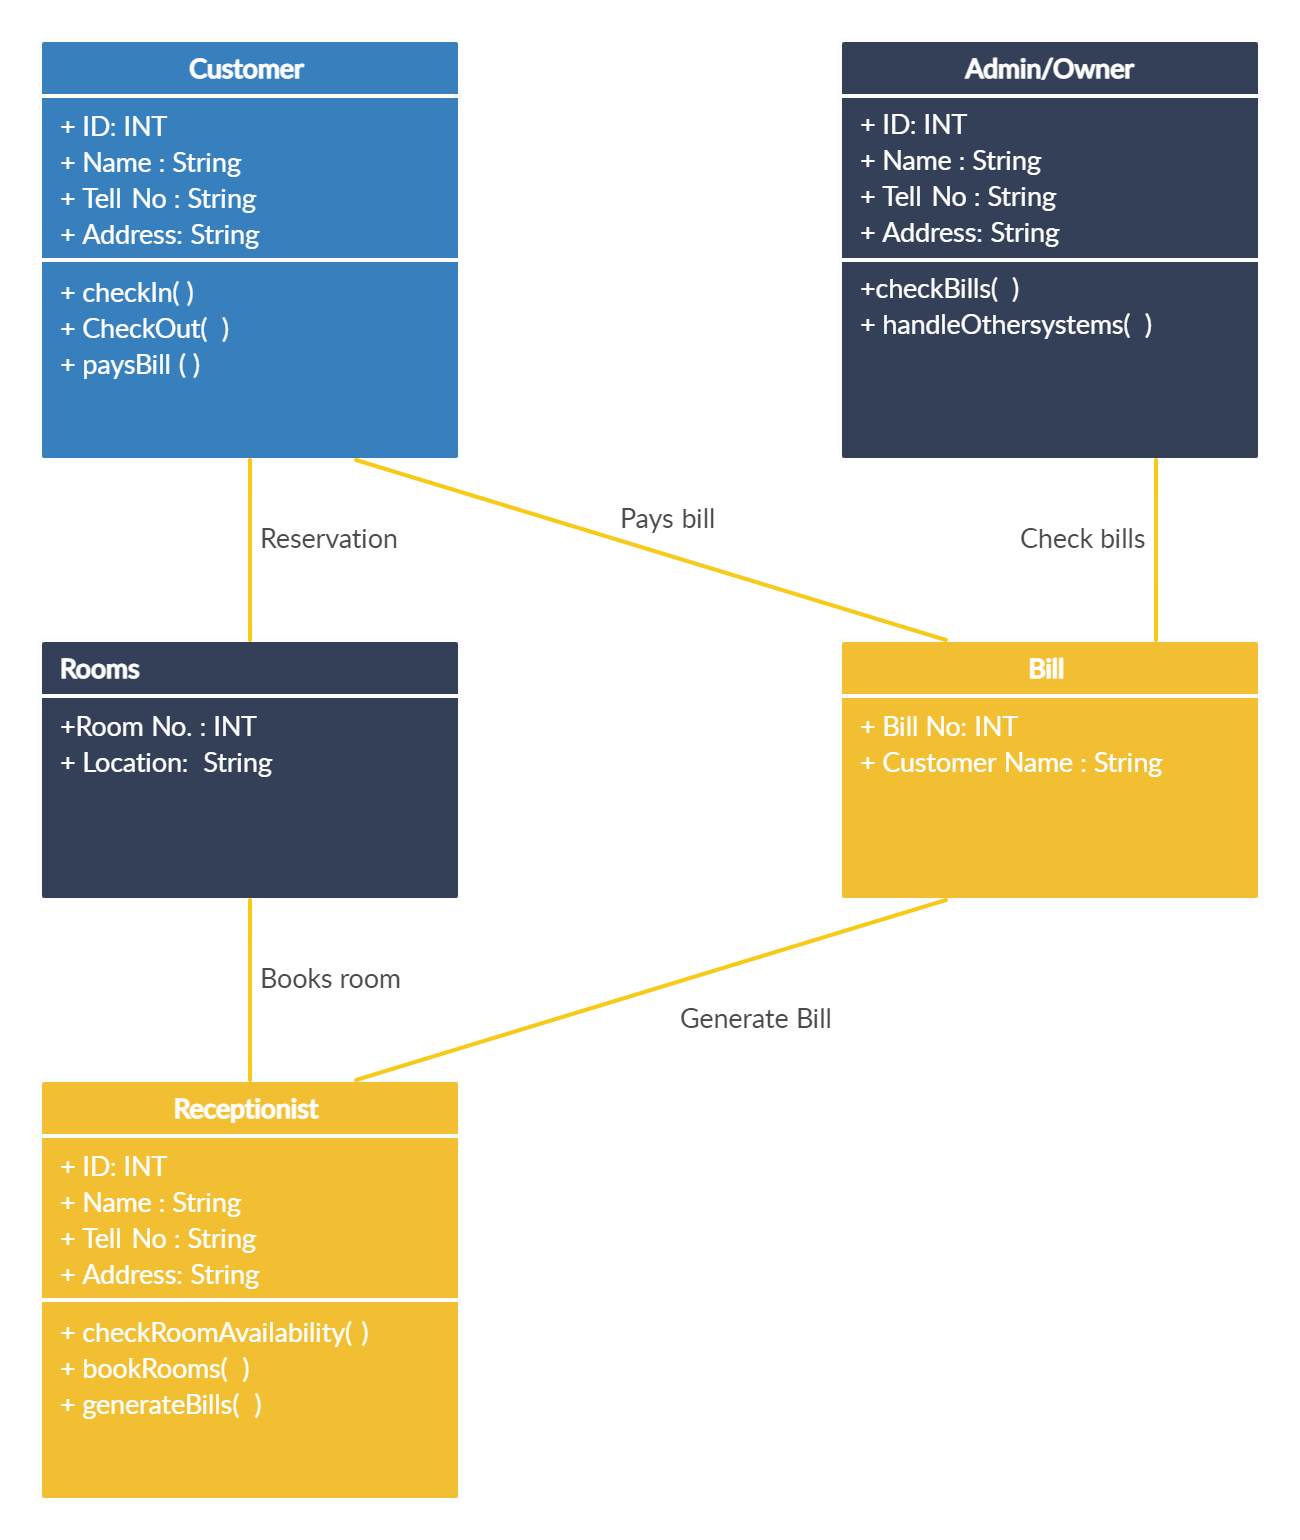 Customer
+ ID: INT
+ Name : String
+ Tell No : String
+ Address: String
+ checkIn( )
+ CheckOut( )
+ paysBill ( )
Admin/Owner
+ ID: INT
+ Name : String
+ Tell No : String
+ Address: String
+checkBills( )
+ handleOthersystems( )
Reservation
Pays bill
Check bills
Rooms
+Room No. : INT
+ Location: String
Bill
+ Bill No: INT
+ Customer Name : String
Books room
Generate Bill
Receptionist
+ ID: INT
+ Name : String
+ Tell No : String
+ Address: String
+ checkRoomAvailability( )
+ bookRooms( )
+ generateBills( )